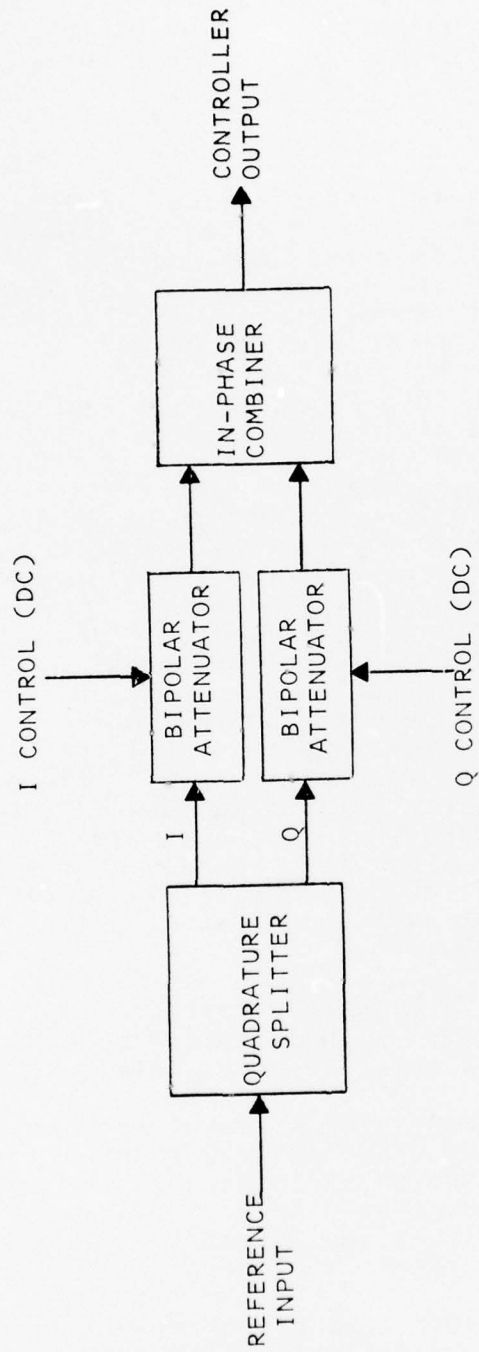 I CONTROL (DC)
REFERENCE
INPUT
QUADRATURE
SPLITTER
I
Q
BIPOLAR
ATTENUATOR
BIPOLAR
ATTENUATOR
IN-PHASE
COMBINER
CONTROLLER
OUTPUT
Q CONTROL (DC)